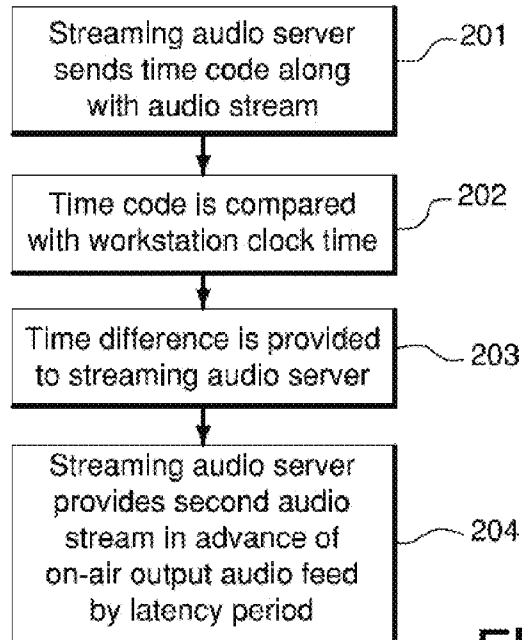 Streaming audio server
sends time code along
with audio stream
201
Time code is compared
with workstation clock time
202
Time difference is provided
to streaming audio server
203
Streaming audio server
provides second audio
stream in advance of
on-air output audio feed
by latency period
204